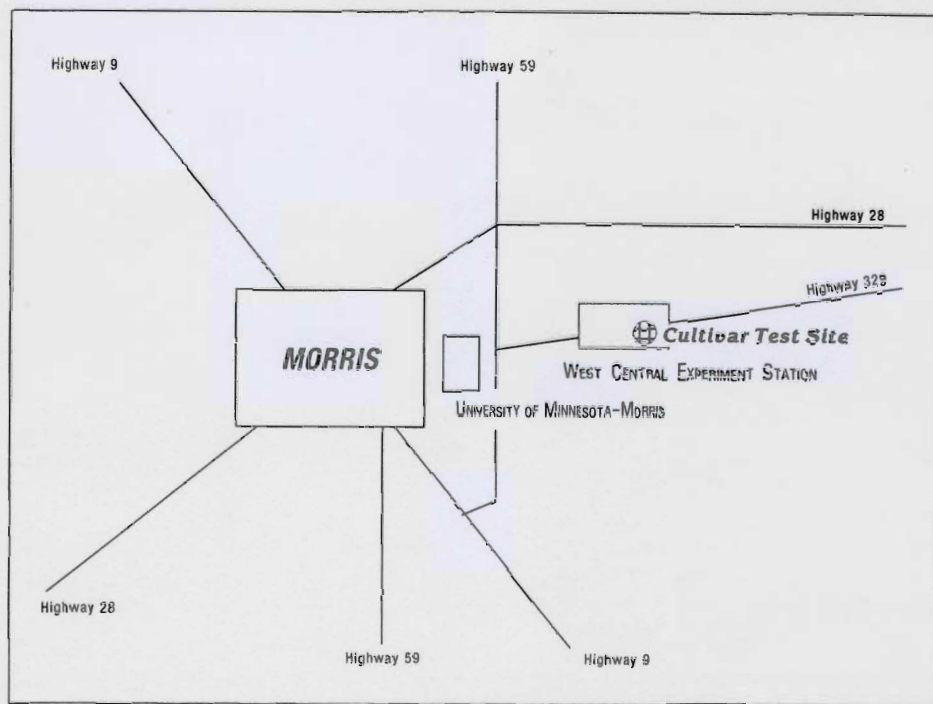 Highway 9
Highway 59
Highway 28
Highway 329
MORRIS
Cultivar Test Site
WEST CENTRAL EXPERIMENT STATION
UNIVERSITY OF MINNESOTA-MORRIS
Highway 28
Highway 59
Highway 9